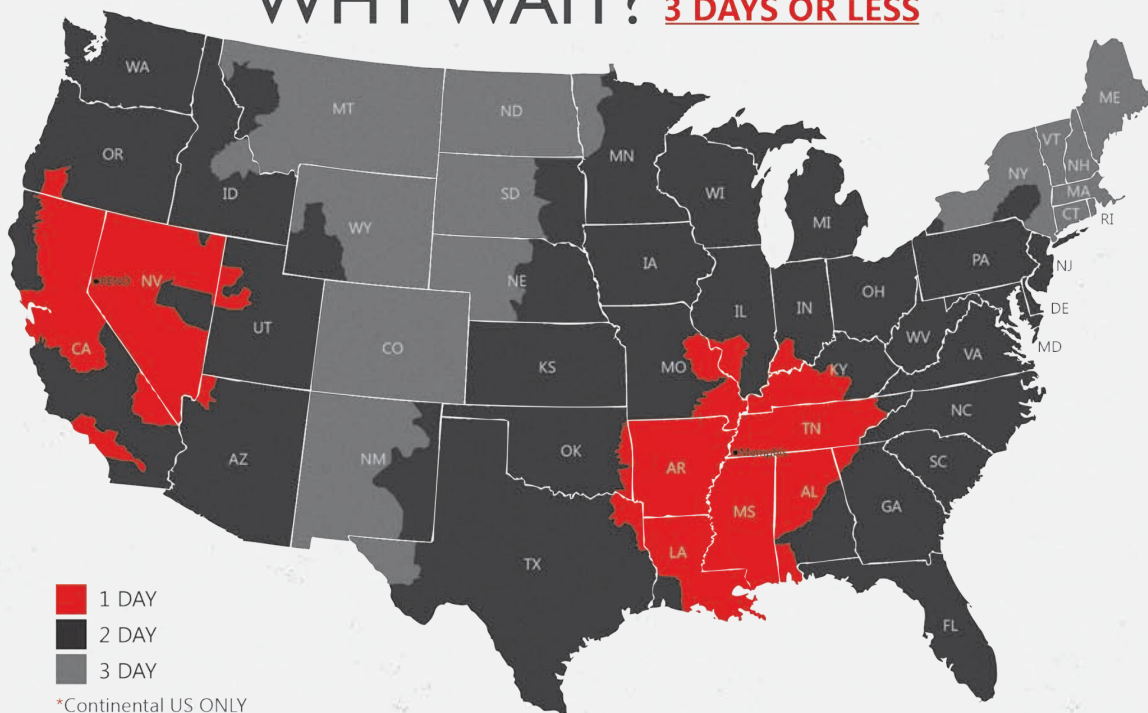 WHY WAIT? 3 DAYS OR LESS
WA
MT
ND
ME
OR
ID
MN
VT
NH
NY
MA
WI
SD
CT
RI
WY
MI
IA
PA
NJ
NV
NE
OH
IL
IN
DE
UT
WV
MD
CA
CO
VA
KS
MO
KY
NC
TN
OK
Memphis
AZ
NM
AR
SC
AL
GA
MS
LA
TX
FL
1 DAY
2 DAY
3 DAY
*Continental US ONLY